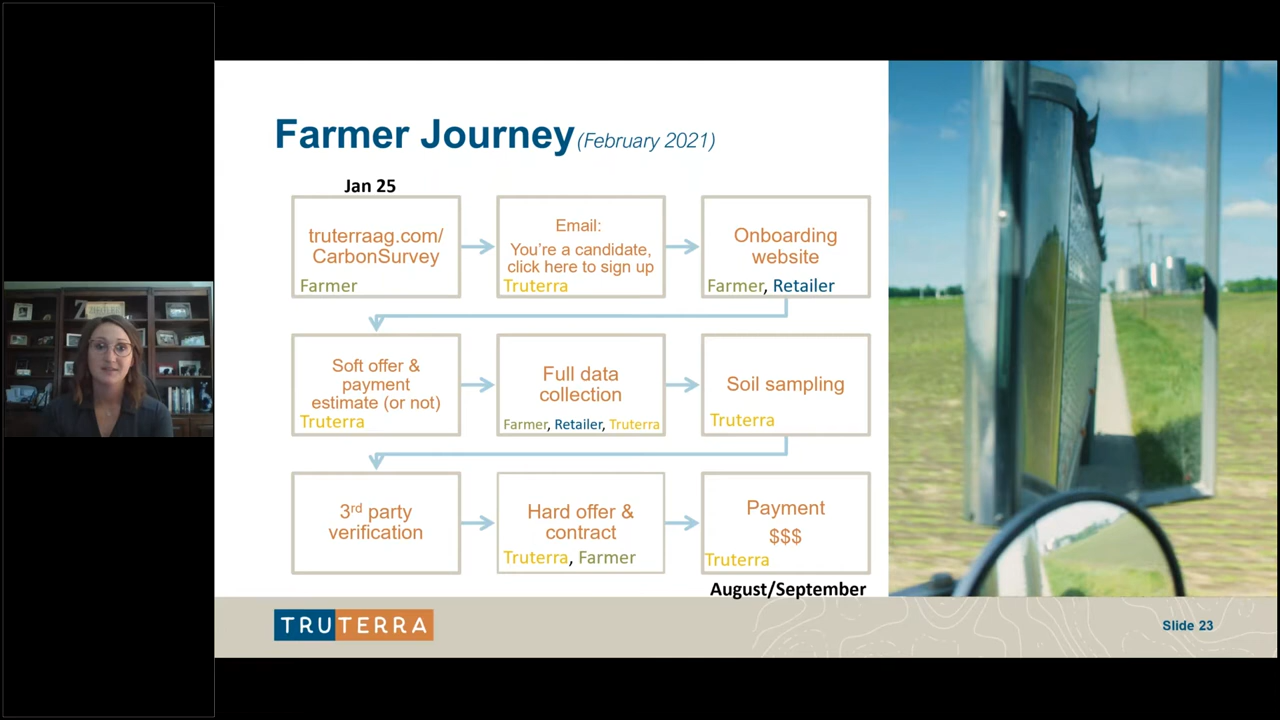 Farmer Journey (February 2021)
Jan 25
truterraag.com/
CarbonSurvey
Farmer
Email:
You're a candidate,
click here to sign up
Truterra
Onboarding
website
Farmer, Retailer
Soft offer &
payment
estimate (or not)
Truterra
Full data
collection
Farmer, Retailer, Truterra
Soil sampling
Truterra
3rd party
verification
Hard offer &
contract
Truterra, Farmer
Payment
$$$
Truterra
August/September
TRUTERRA
Slide 23